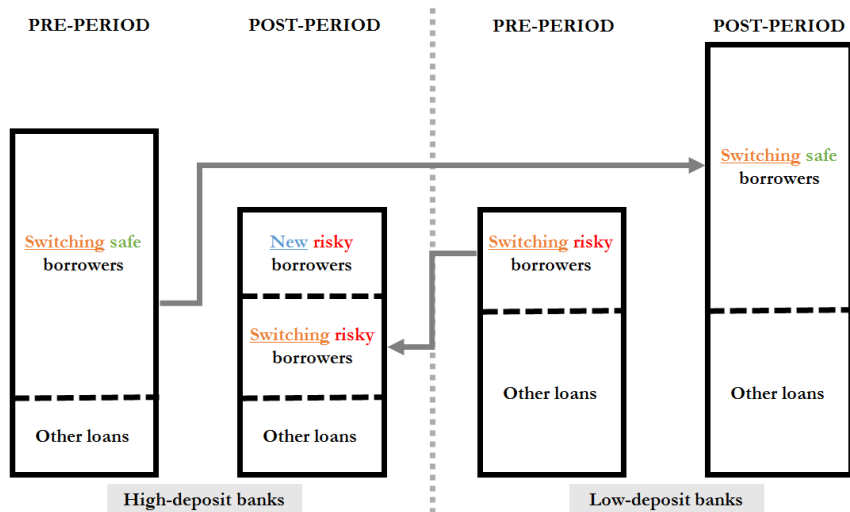 PRE-PERIOD
POST-PERIOD
PRE-PERIOD
POST-PERIOD
Switching safe
borrowers
New risky
borrowers
Switching risky
borrowers
Other loans
Other loans
High-deposit banks
Switching risky
borrowers
Other loans
Switching safe
borrowers
Other loans
Low-deposit banks